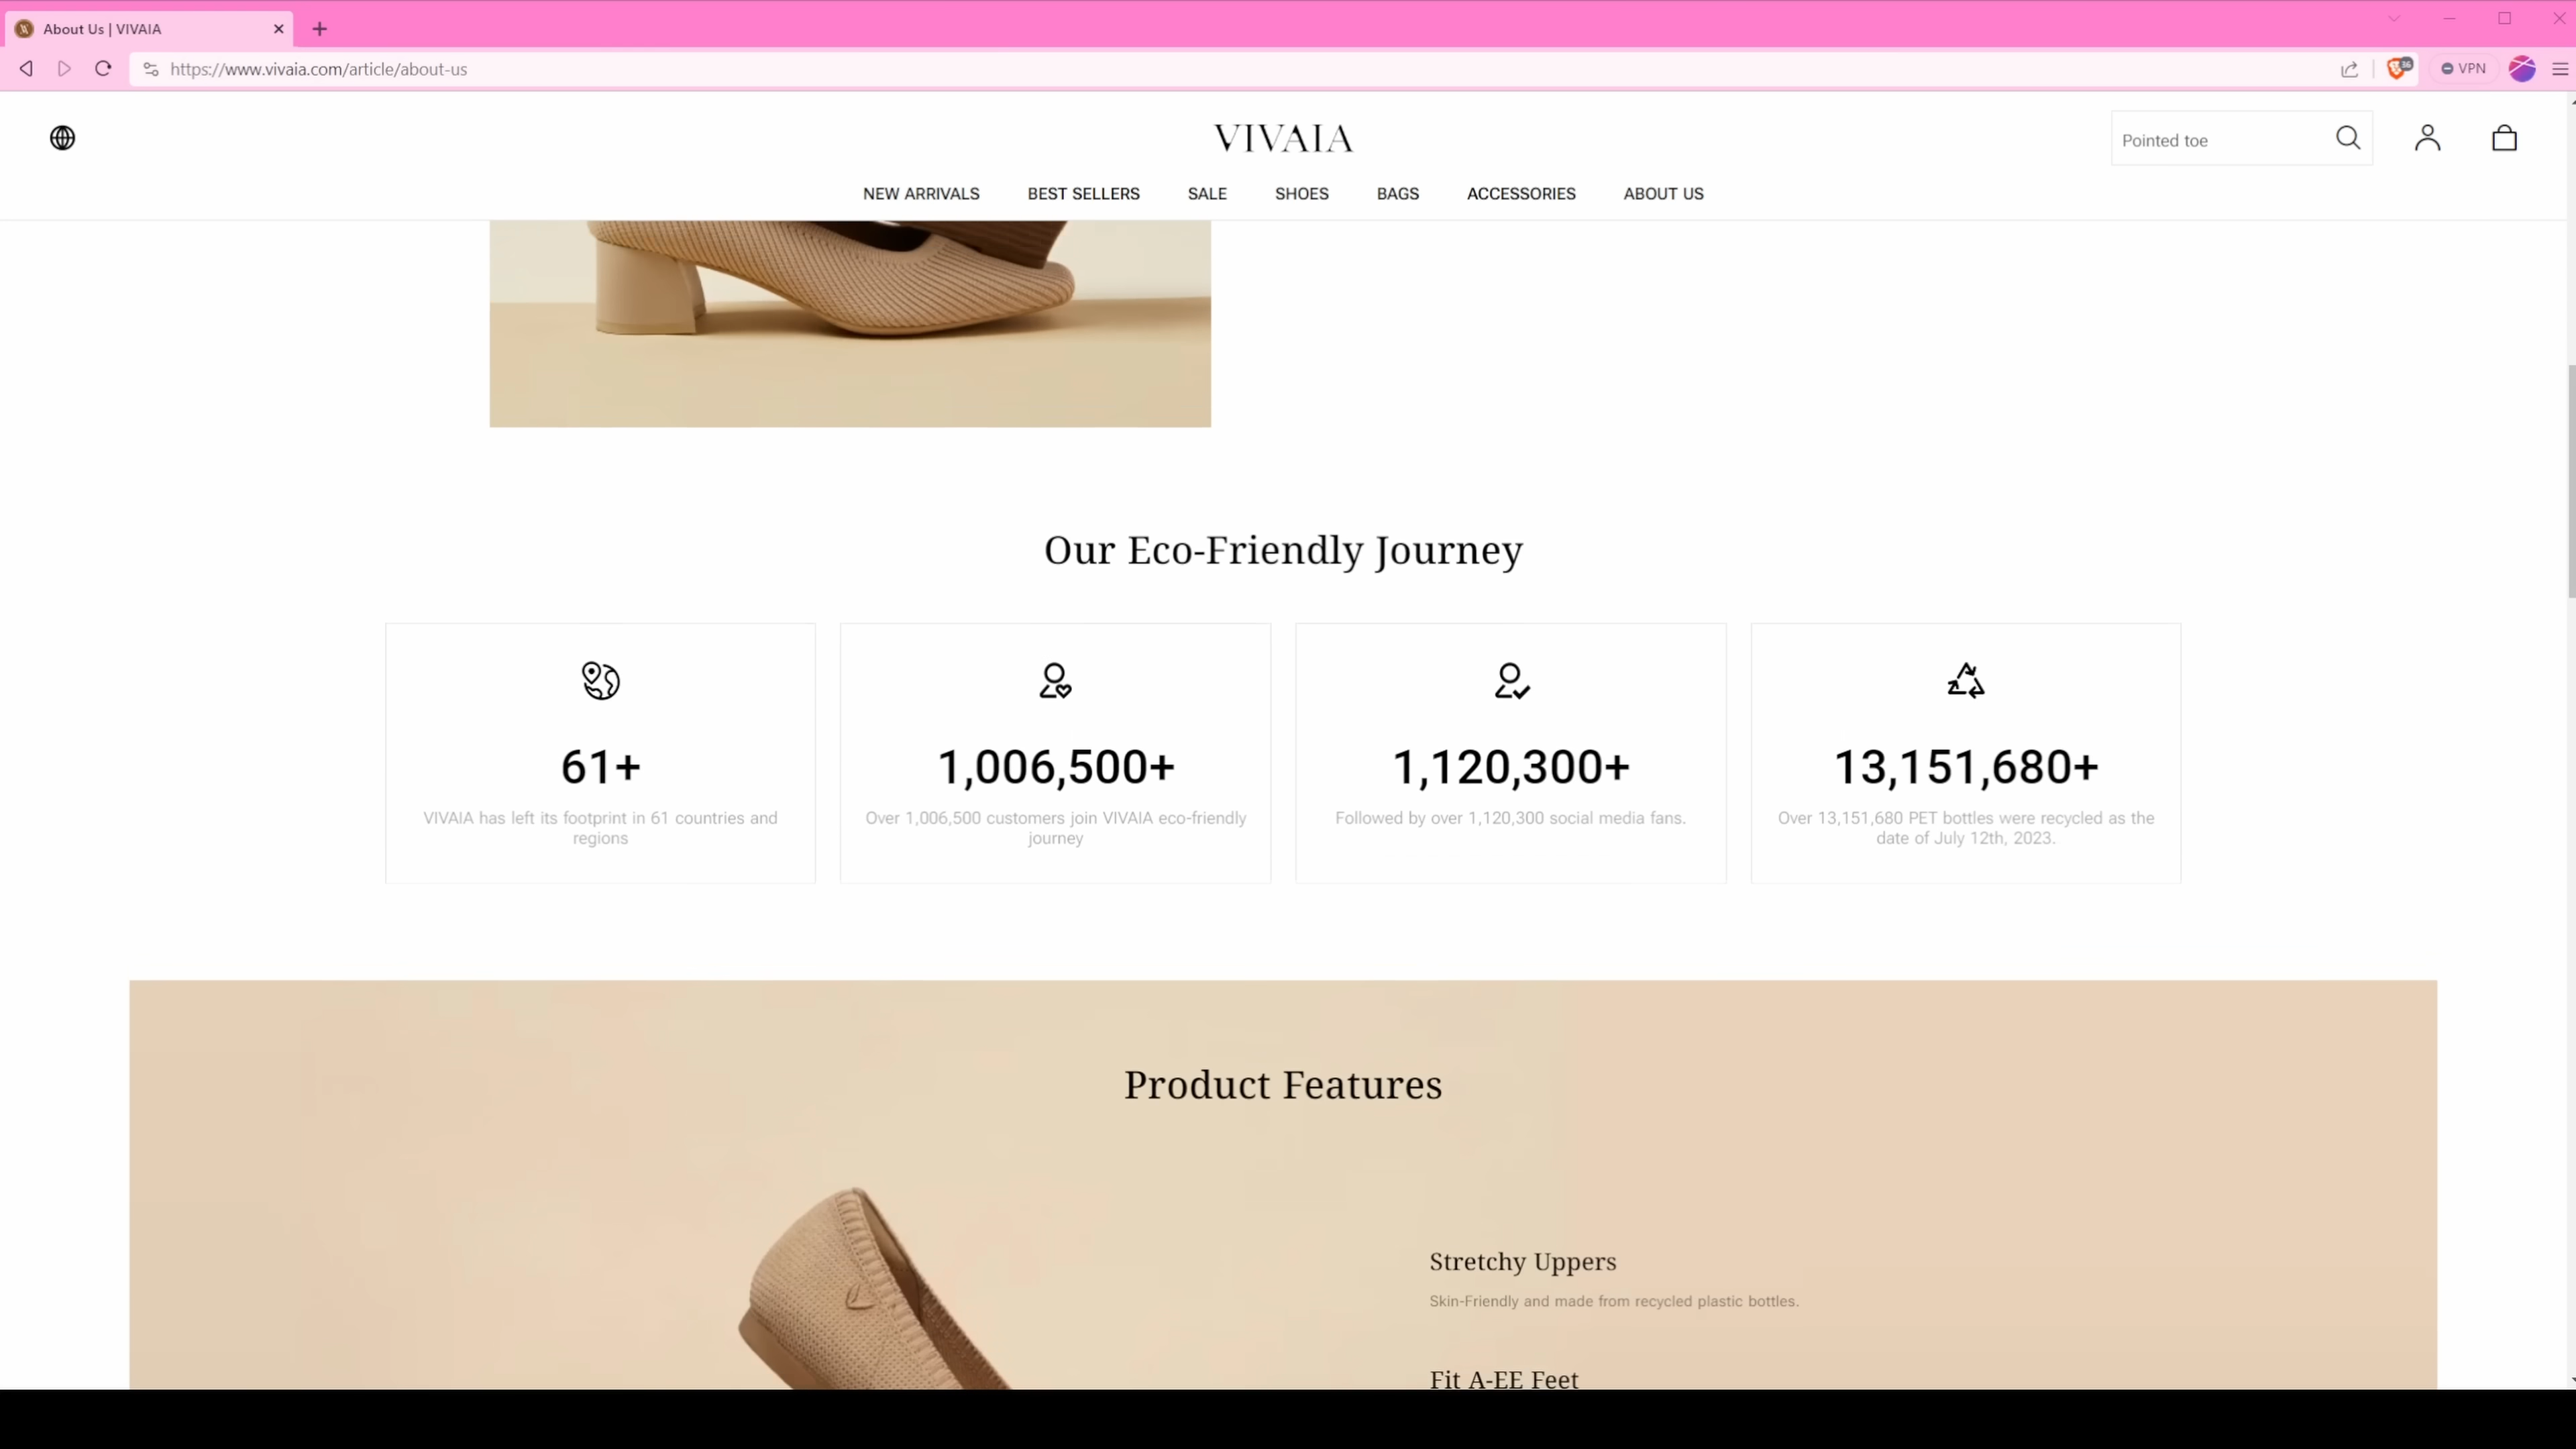 About Us | VIVAIA
https://www.vivaia.com/article/about-us
36
VPN
VIVAIA
Pointed toe
NEW ARRIVALS BEST SELLERS SALE SHOES BAGS ACCESSORIES ABOUT US
Our Eco-Friendly Journey
61+
VIVAIA has left its footprint in 61 countries and
regions
1,006,500+
Over 1,006,500 customers join VIVAIA eco-friendly
journey
1,120,300+
Followed by over 1,120,300 social media fans.
13,151,680+
Over 13,151,680 PET bottles were recycled as the
date of July 12th, 2023.
Product Features
Stretchy Uppers
Skin-Friendly and made from recycled plastic bottles.
Fit A-EE Feet